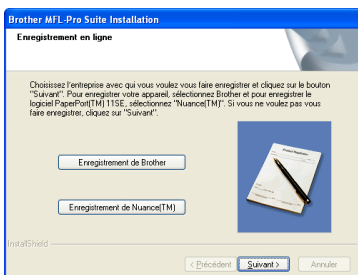 Brother MFL-Pro Suite Installation
Enregistrement en ligne
Choisissez l'entreprise avec qui vous voulez vous faire enregistrer et cliquez sur le bouton
"Suivant". Pour enregistrer votre appareil, sélectionnez Brother et pour enregistrer le
logiciel PaperPort(TM) 11SE, sélectionnez "Nuance(TM)". Si vous ne voulez pas vous
faire enregistrer, cliquez sur "Suivant".
Enregistrement de Brother
Product Registration
Enregistrement de Nuance(TM)
InstallShield
< Précédent
Suivant >
Annuler